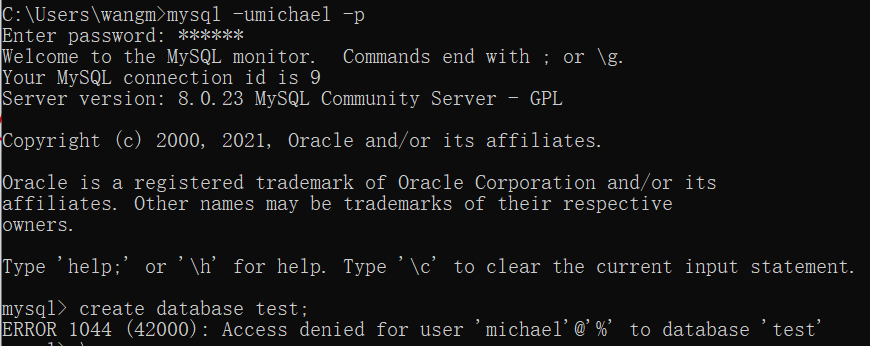 C:\Users\wangm>mysql -umichael -p
Enter password: ******
Welcome to the MySQL monitor.  Commands end with ; or \g.
Your MySQL connection id is 9
Server version: 8.0.23 MySQL Community Server - GPL
Copyright (c) 2000, 2021, Oracle and/or its affiliates.
Oracle is a registered trademark of Oracle Corporation and/or its
affiliates. Other names may be trademarks of their respective
owners.
Type 'help;' or '\h' for help. Type '\c' to clear the current input statement.
mysql> create database test;
ERROR 1044 (42000): Access denied for user 'michael'@'%' to database 'test'